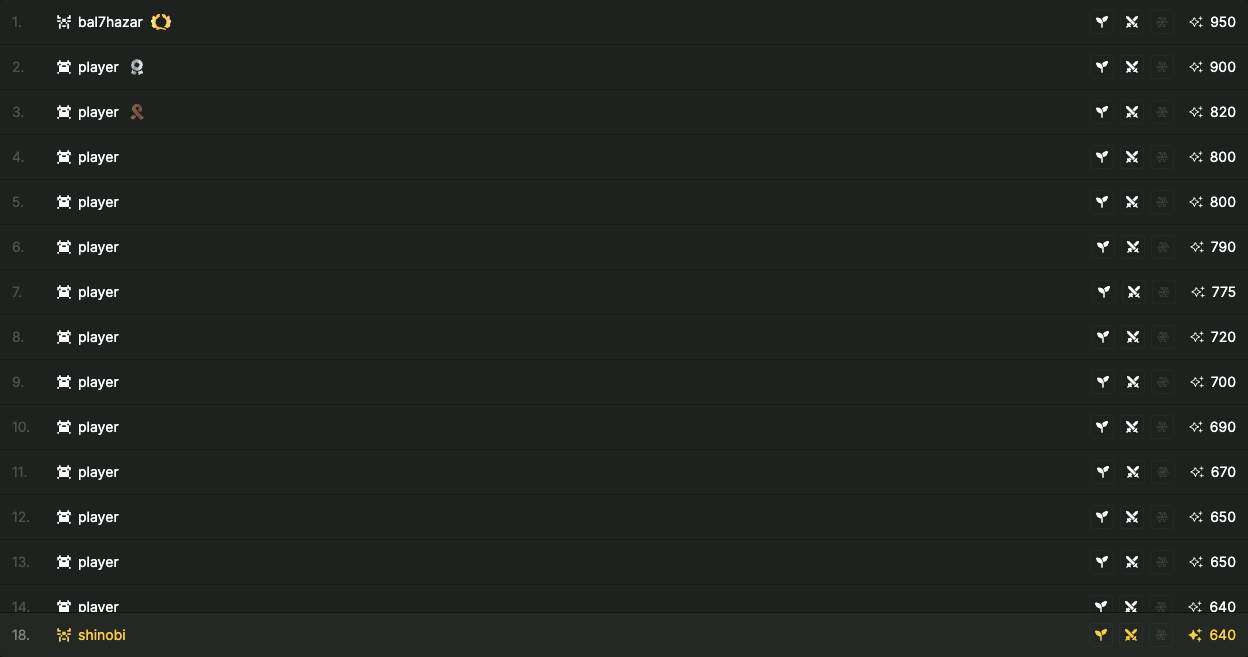 1. bal7hazar 950
2. player 900
3. player 820
4. player 800
5. player 800
6. player 790
7. player 775
8. player 720
9. player 700
10. player 690
11. player 670
12. player 650
13. player 650
14. player 640
18. shinobi 640